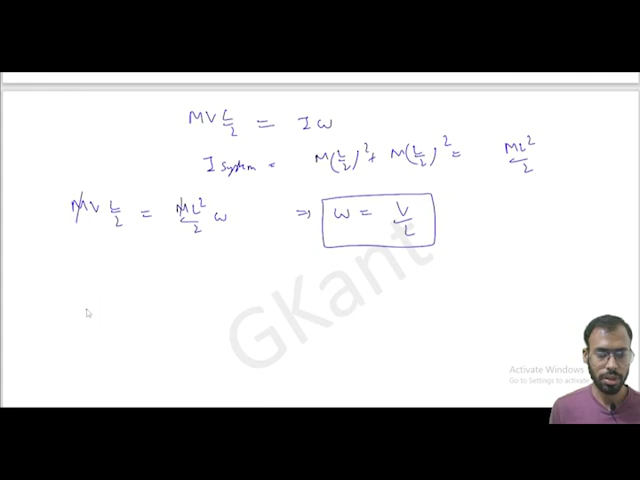 MV L/2 = I ω
I system = M(L/2)² + M(L/2)² = ML²/2
MV L/2 = ML²/2 ω ⇒ ω = V/L
GKant
Activate Windows
Go to Settings to activate